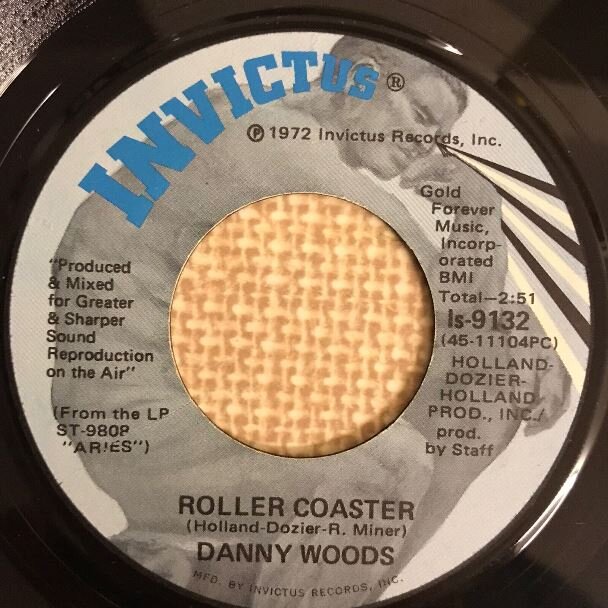 INVICTUS®
℗ 1972 Invictus Records, Inc.
Gold
Forever
Music,
Incorp-
orated
BMI
Total—2:51
Is-9132
(45-11104PC)
HOLLAND-
DOZIER-
HOLLAND
PROD., INC./
prod.
by Staff
"Produced
& Mixed
for Greater
& Sharper
Sound
Reproduction
on the Air"
(From the LP
ST-9808
"ARIES")
ROLLER COASTER
(Holland-Dozier-R. Miner)
DANNY WOODS
MFD. BY INVICTUS RECORDS, INC.